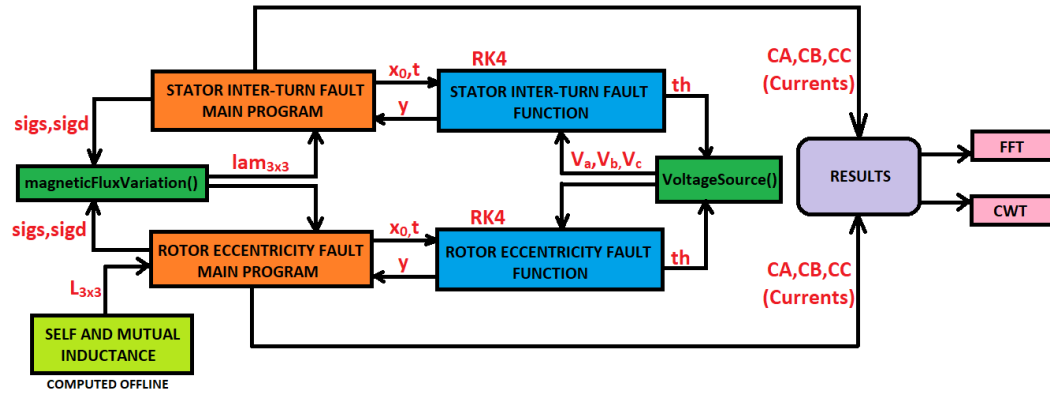 CA,CB,CC
(Currents)
RK4
x₀,t
STATOR INTER-TURN FAULT
MAIN PROGRAM
STATOR INTER-TURN FAULT
FUNCTION
th
y
sigs,sigd
lam₃ₓ₃
Vₐ,V_b,V_c
FFT
magneticFluxVariation()
VoltageSource()
RESULTS
CWT
sigs,sigd
RK4
x₀,t
ROTOR ECCENTRICITY FAULT
MAIN PROGRAM
ROTOR ECCENTRICITY FAULT
FUNCTION
y
th
CA,CB,CC
(Currents)
L₃ₓ₃
SELF AND MUTUAL
INDUCTANCE
COMPUTED OFFLINE